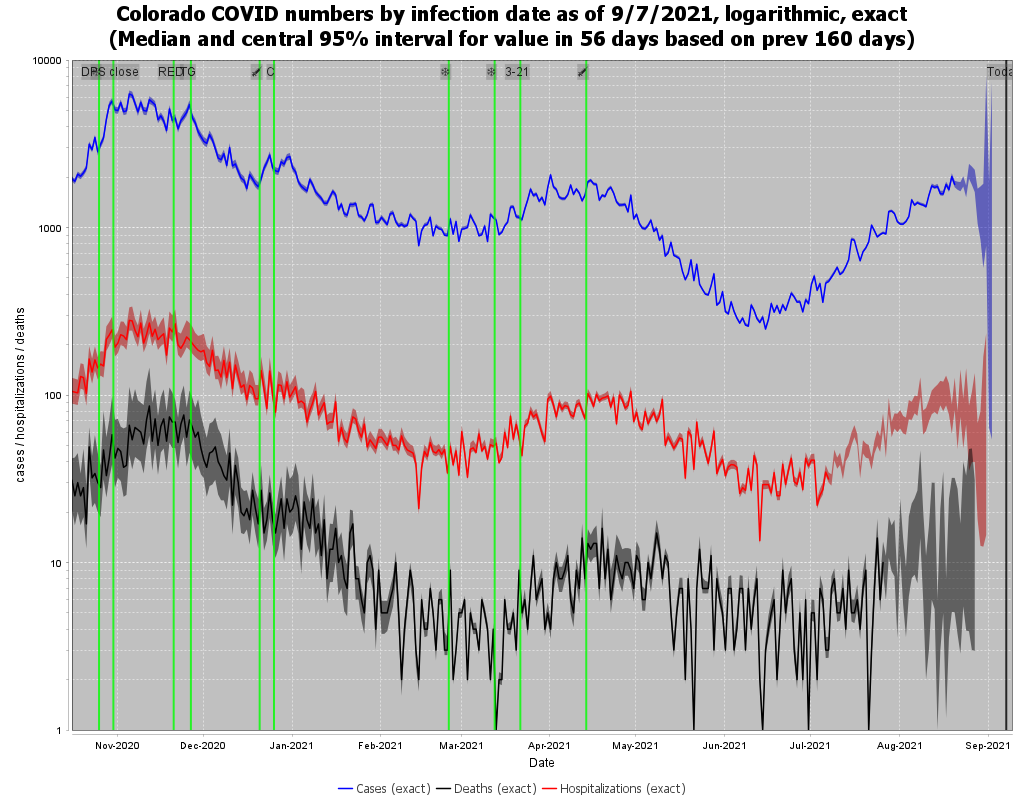 Colorado COVID numbers by infection date as of 9/7/2021, logarithmic, exact
(Median and central 95% interval for value in 56 days based on prev 160 days)
10000
1000
100
10
1
cases / hospitalizations / deaths
close
RED
TG
C
3-21
Toda
Nov-2020 Dec-2020 Jan-2021 Feb-2021 Mar-2021 Apr-2021 May-2021 Jun-2021 Jul-2021 Aug-2021 Sep-2021
Date
Cases (exact) Deaths (exact) Hospitalizations (exact)